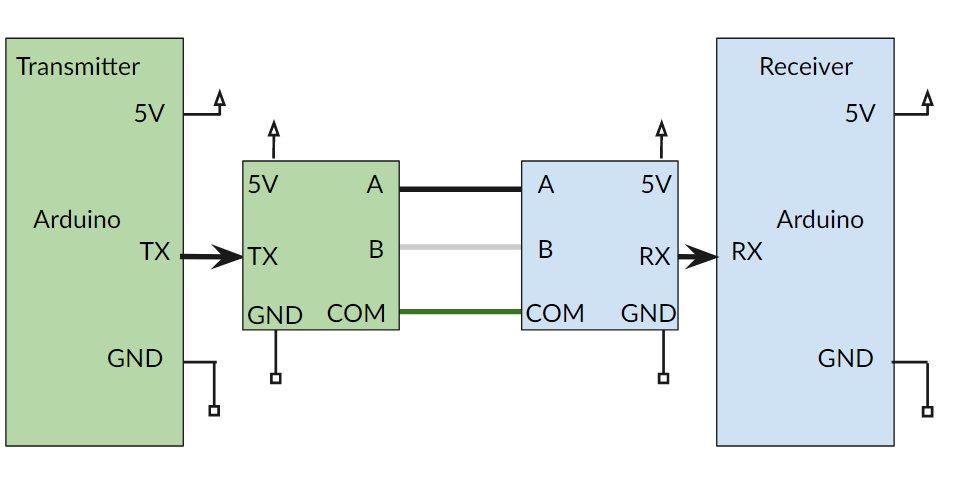 Transmitter
5V
Arduino
TX
GND
5V
A
TX
B
GND
COM
A
5V
B
RX
COM
GND
Receiver
5V
Arduino
RX
GND